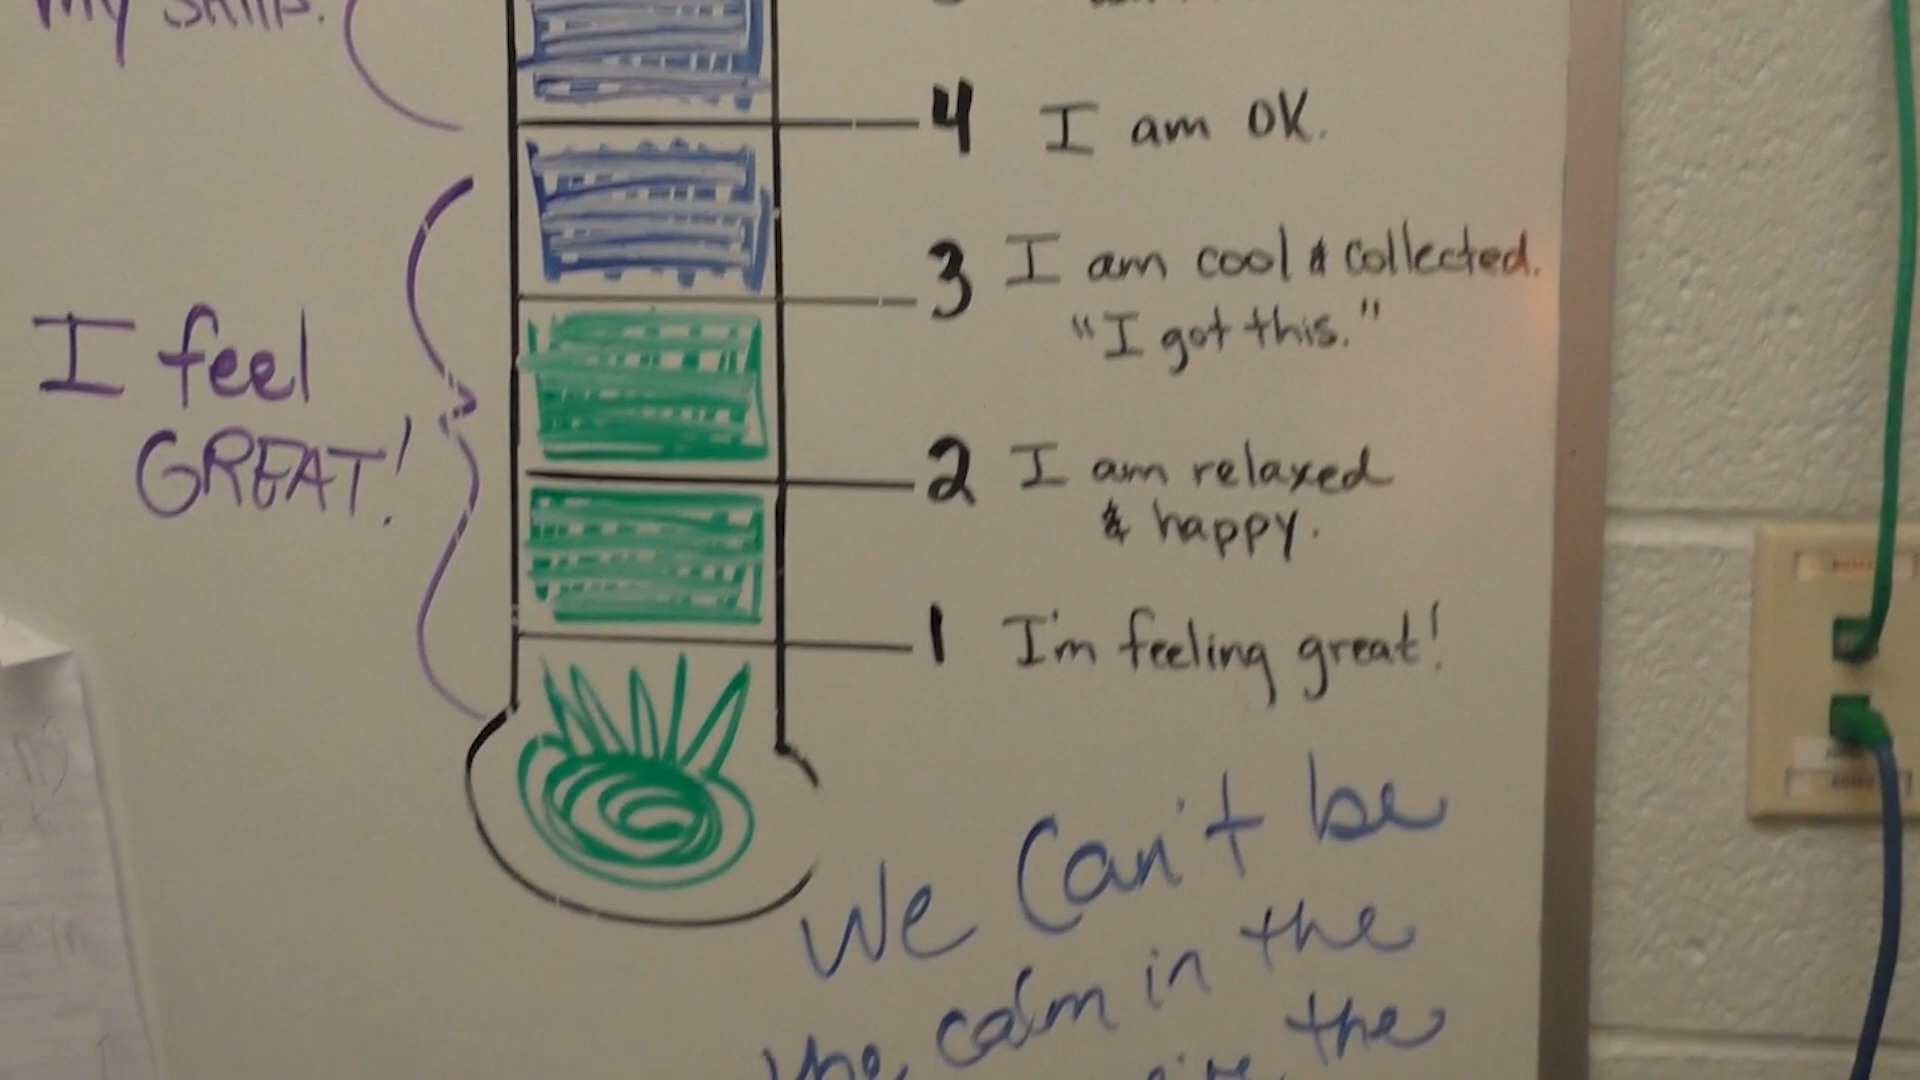 my skills.
4 I am OK.
3 I am cool & collected.
"I got this."
I feel
GREAT!
2 I am relaxed
& happy.
1 I'm feeling great!
We Can't be
the calm in the
the